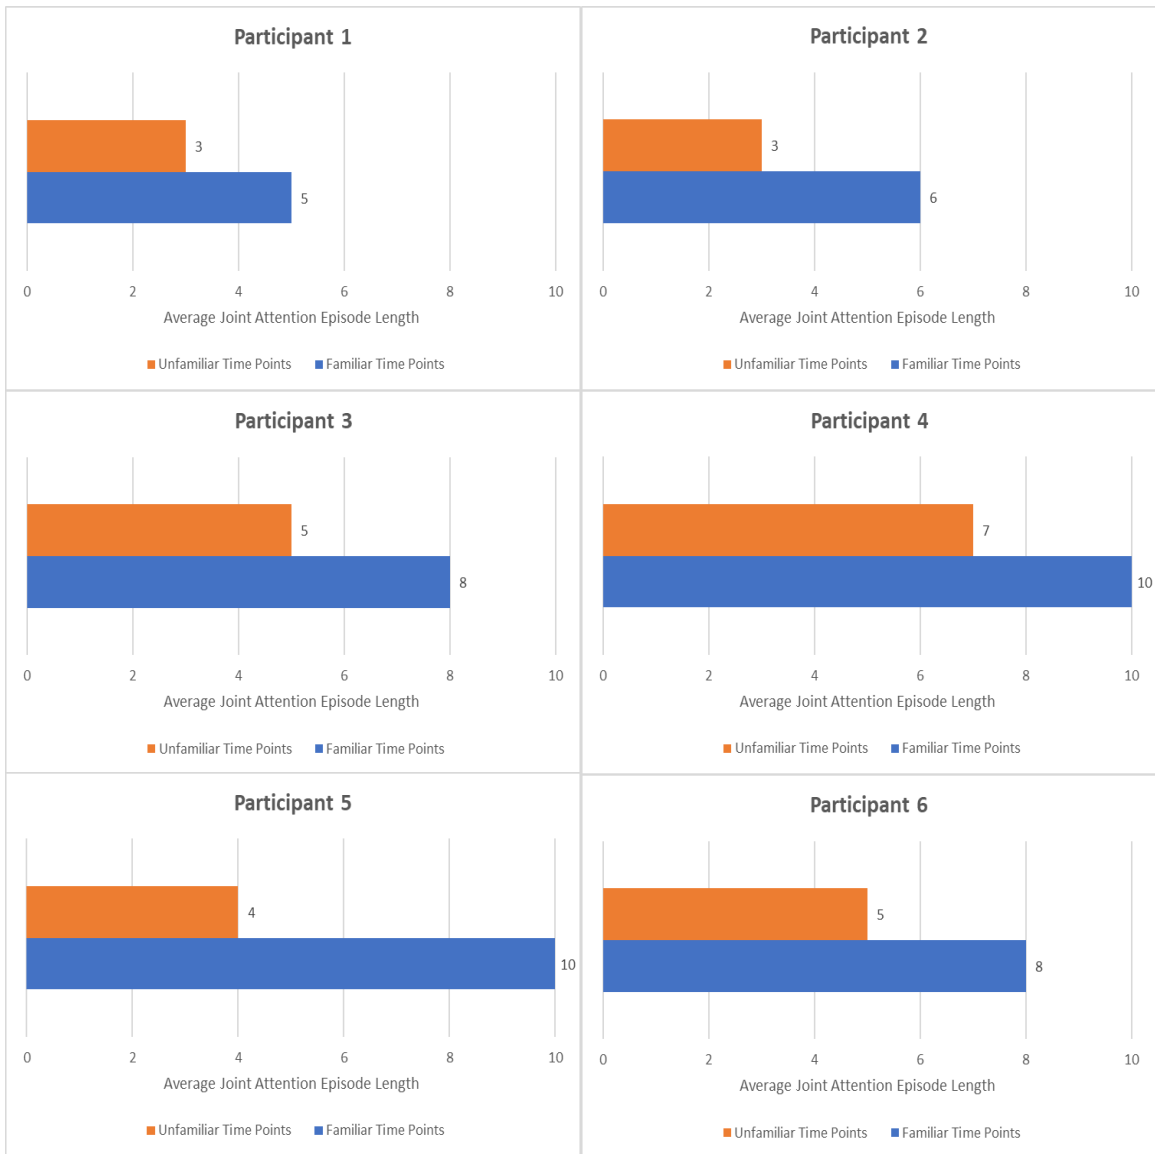 Participant 1
3
5
0 2 4 6 8 10
Average Joint Attention Episode Length
Unfamiliar Time Points Familiar Time Points
Participant 2
3
6
0 2 4 6 8 10
Average Joint Attention Episode Length
Unfamiliar Time Points Familiar Time Points
Participant 3
5
8
0 2 4 6 8 10
Average Joint Attention Episode Length
Unfamiliar Time Points Familiar Time Points
Participant 4
7
10
0 2 4 6 8 10
Average Joint Attention Episode Length
Unfamiliar Time Points Familiar Time Points
Participant 5
4
10
0 2 4 6 8 10
Average Joint Attention Episode Length
Unfamiliar Time Points Familiar Time Points
Participant 6
5
8
0 2 4 6 8 10
Average Joint Attention Episode Length
Unfamiliar Time Points Familiar Time Points